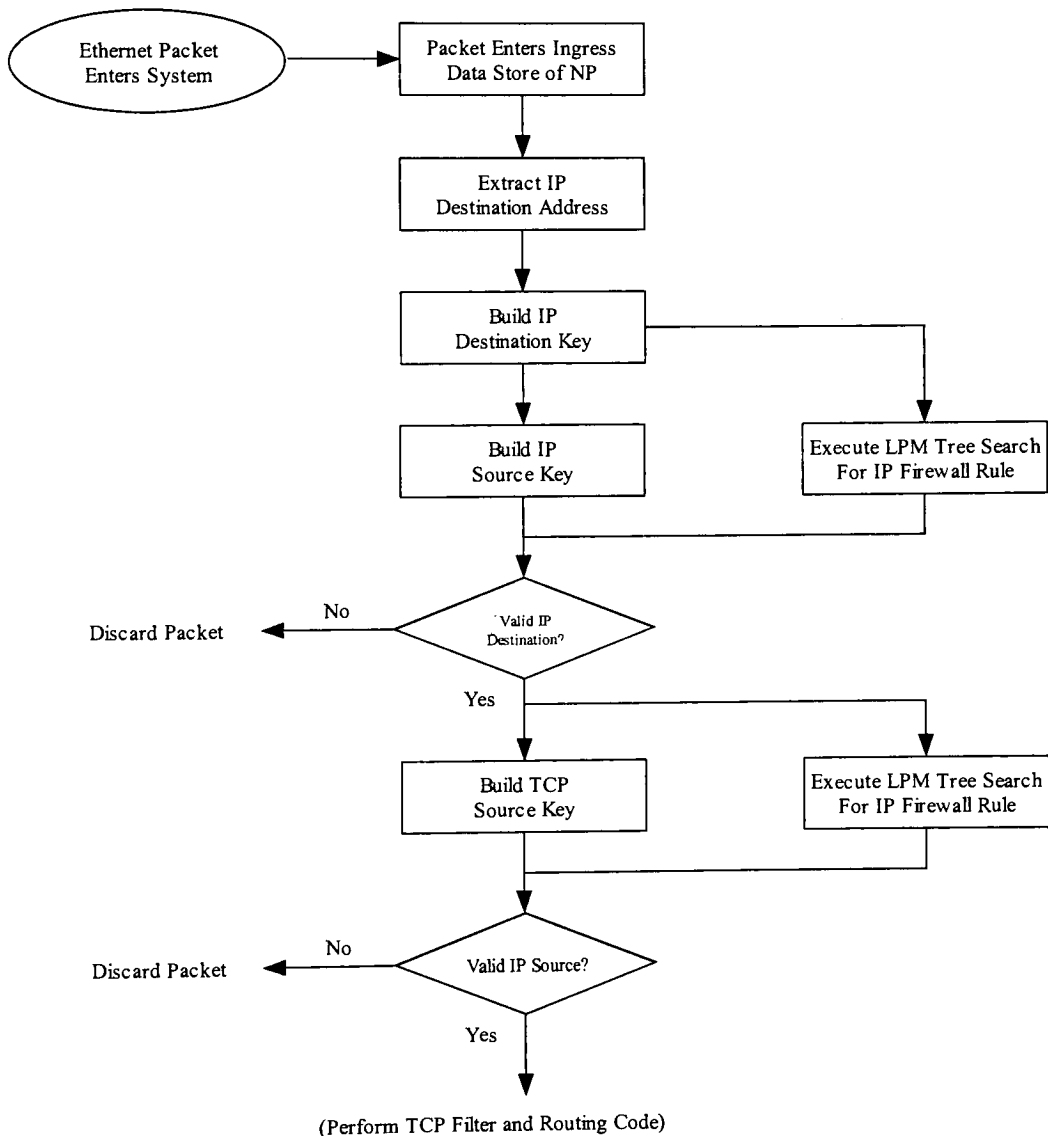 Ethernet Packet
Enters System
Packet Enters Ingress
Data Store of NP
Extract IP
Destination Address
Build IP
Destination Key
Build IP
Source Key
Execute LPM Tree Search
For IP Firewall Rule
No
Discard Packet
Valid IP
Destination?
Yes
Build TCP
Source Key
Execute LPM Tree Search
For IP Firewall Rule
No
Discard Packet
Valid IP Source?
Yes
(Perform TCP Filter and Routing Code)